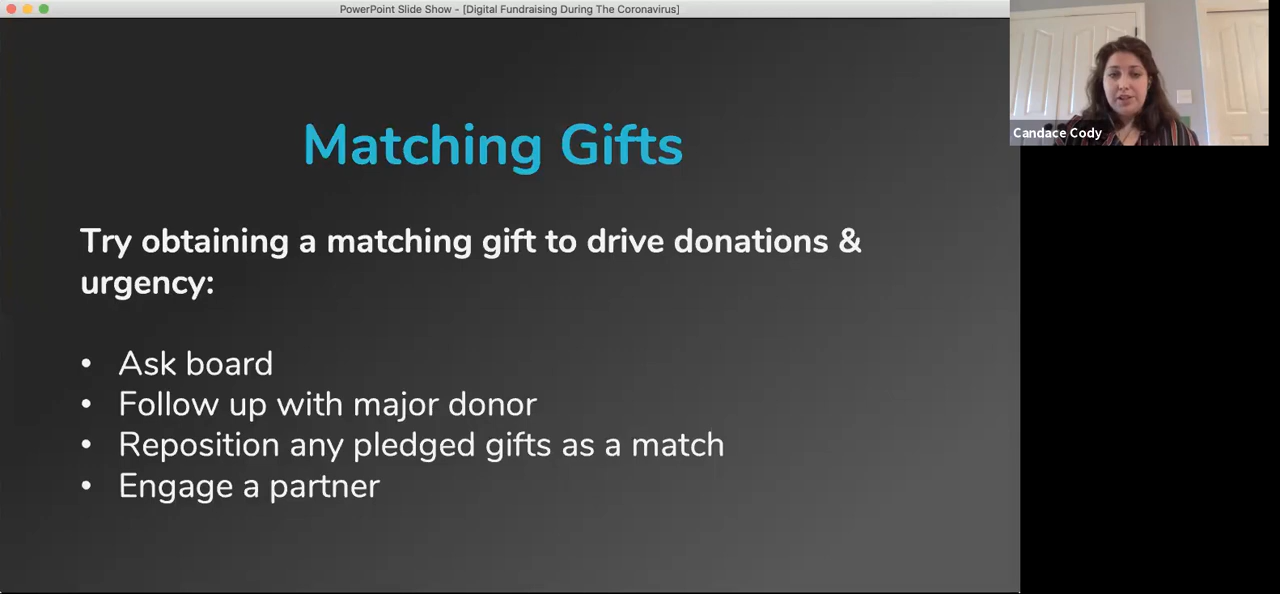 PowerPoint Slide Show - [Digital Fundraising During The Coronavirus]
Candace Cody
Matching Gifts
Try obtaining a matching gift to drive donations &
urgency:
• Ask board
• Follow up with major donor
• Reposition any pledged gifts as a match
• Engage a partner